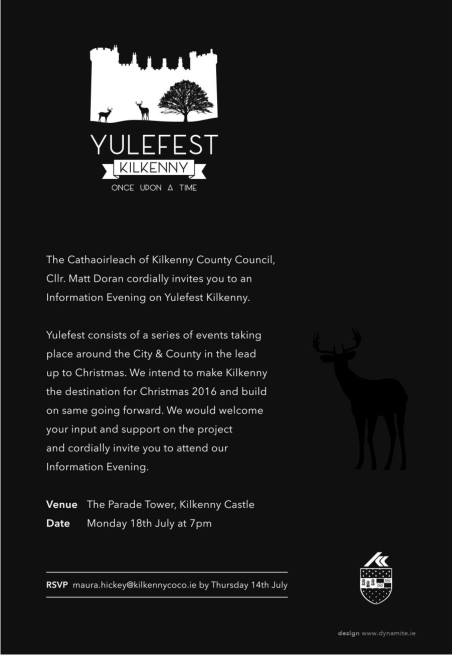 YULEFEST
KILKENNY
ONCE UPON A TIME
The Cathaoirleach of Kilkenny County Council,
Cllr. Matt Doran cordially invites you to an
Information Evening on Yulefest Kilkenny.
Yulefest consists of a series of events taking
place around the City & County in the lead
up to Christmas. We intend to make Kilkenny
the destination for Christmas 2016 and build
on same going forward. We would welcome
your input and support on the project
and cordially invite you to attend our
Information Evening.
Venue The Parade Tower, Kilkenny Castle
Date Monday 18th July at 7pm
RSVP maura.hickey@kilkennycoco.ie by Thursday 14th July
design www.dynamite.ie